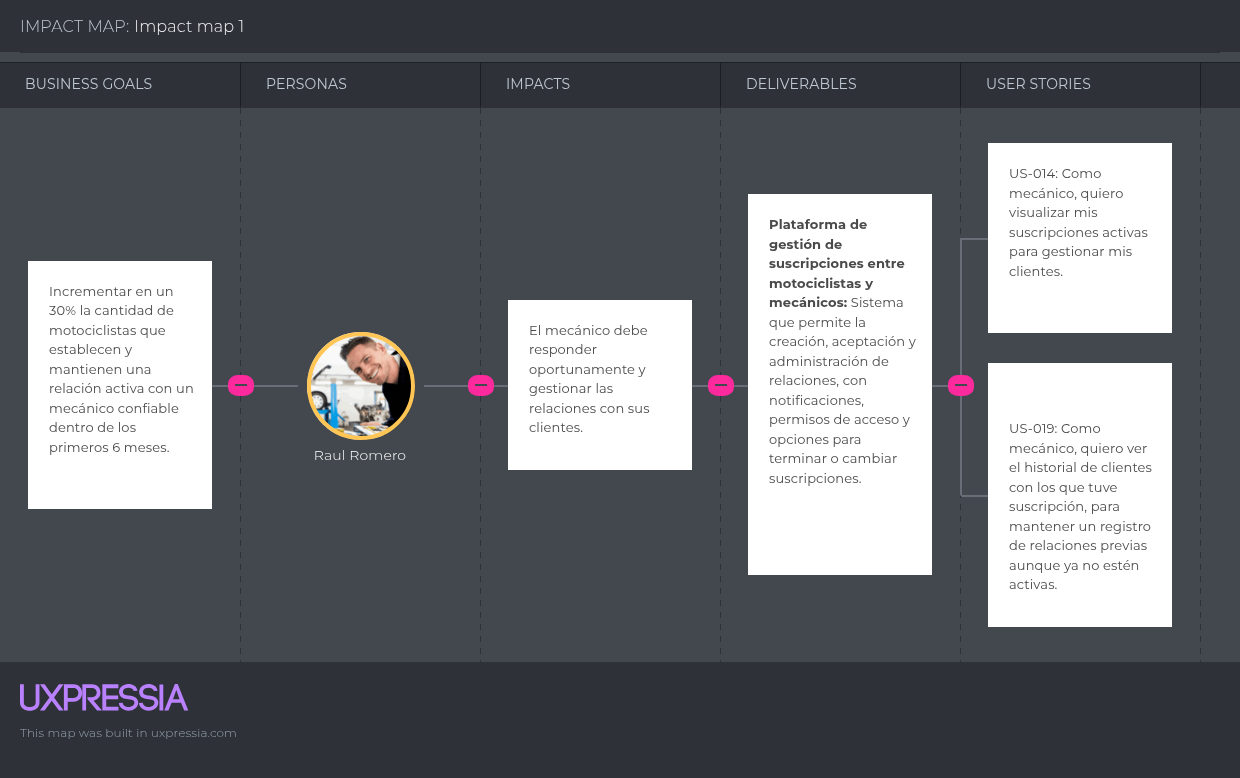 IMPACT MAP: Impact map 1
BUSINESS GOALS
PERSONAS
IMPACTS
DELIVERABLES
USER STORIES
Incrementar en un
30% la cantidad de
motociclistas que
establecen y
mantienen una
relación activa con un
mecánico confiable
dentro de los
primeros 6 meses.
Raul Romero
El mecánico debe
responder
oportunamente y
gestionar las
relaciones con sus
clientes.
Plataforma de
gestión de
suscripciones entre
motociclistas y
mecánicos: Sistema
que permite la
creación, aceptación y
administración de
relaciones, con
notificaciones,
permisos de acceso y
opciones para
terminar o cambiar
suscripciones.
US-014: Como
mecánico, quiero
visualizar mis
suscripciones activas
para gestionar mis
clientes.
US-019: Como
mecánico, quiero ver
el historial de clientes
con los que tuve
suscripción, para
mantener un registro
de relaciones previas
aunque ya no estén
activas.
UXPRESSIA
This map was built in uxpressia.com